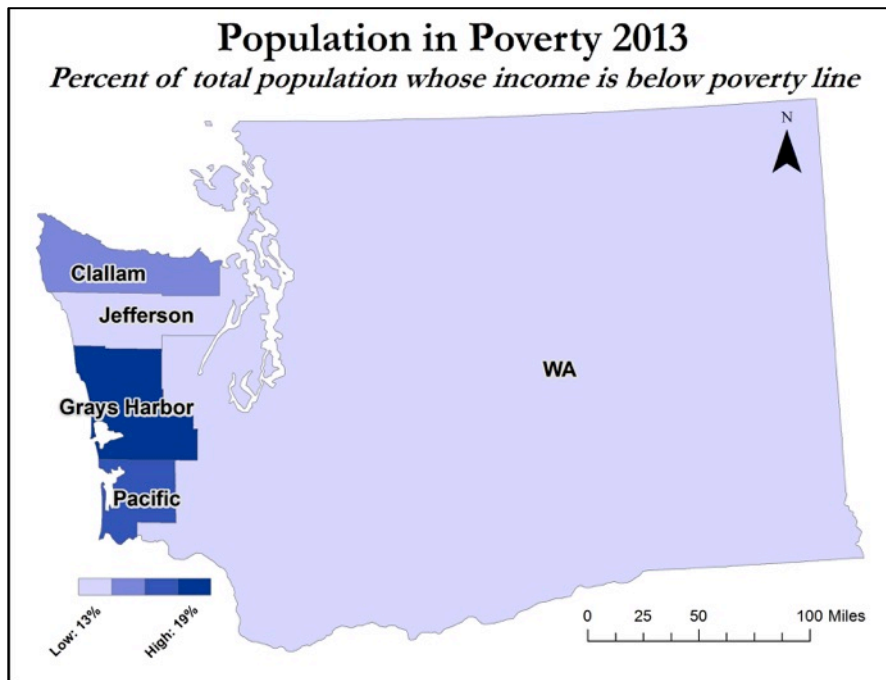 Population in Poverty 2013
Percent of total population whose income is below poverty line
N
Clallam
Jefferson
WA
Grays Harbor
Pacific
Low: 13%
High: 19%
0 25 50 100 Miles